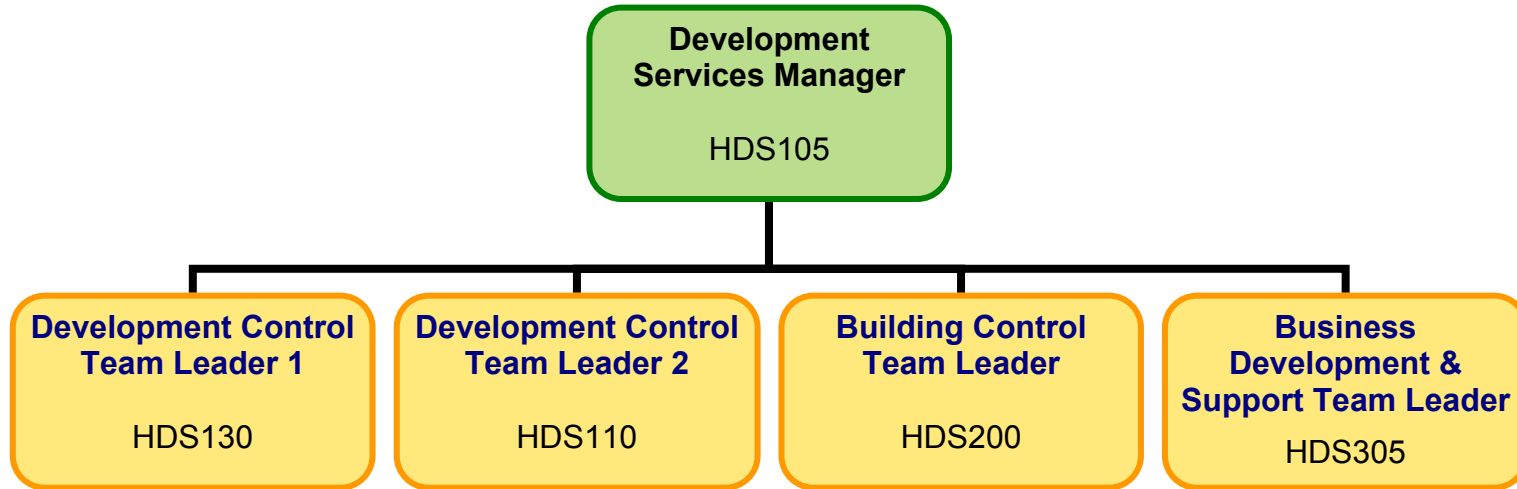 Development
Services Manager
HDS105
Development Control
Team Leader 1
HDS130
Development Control
Team Leader 2
HDS110
Building Control
Team Leader
HDS200
Business
Development &
Support Team Leader
HDS305